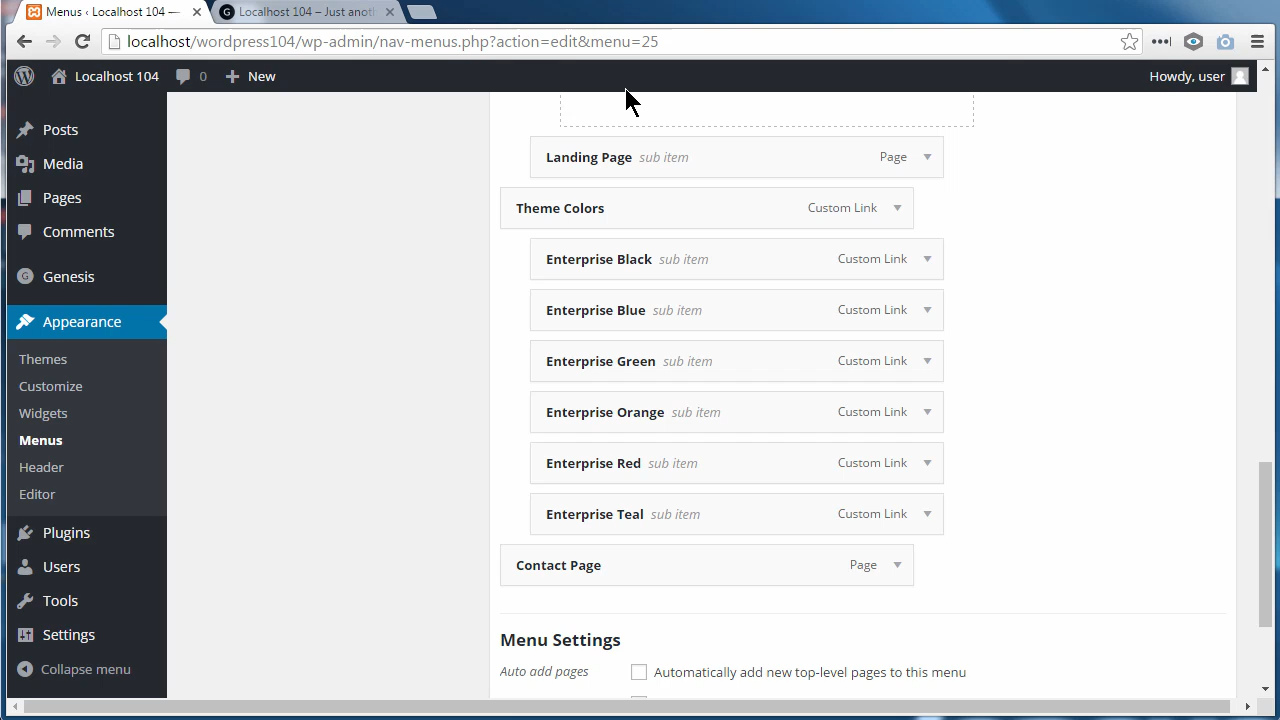 Menus ‹ Localhost 104 —
Localhost 104 – Just anot
localhost/wordpress104/wp-admin/nav-menus.php?action=edit&menu=25
Localhost 104
0
New
Howdy, user
Posts
Media
Pages
Comments
Genesis
Appearance
Themes
Customize
Widgets
Menus
Header
Editor
Plugins
Users
Tools
Settings
Collapse menu
Landing Page sub item Page
Theme Colors Custom Link
Enterprise Black sub item Custom Link
Enterprise Blue sub item Custom Link
Enterprise Green sub item Custom Link
Enterprise Orange sub item Custom Link
Enterprise Red sub item Custom Link
Enterprise Teal sub item Custom Link
Contact Page Page
Menu Settings
Auto add pages Automatically add new top-level pages to this menu